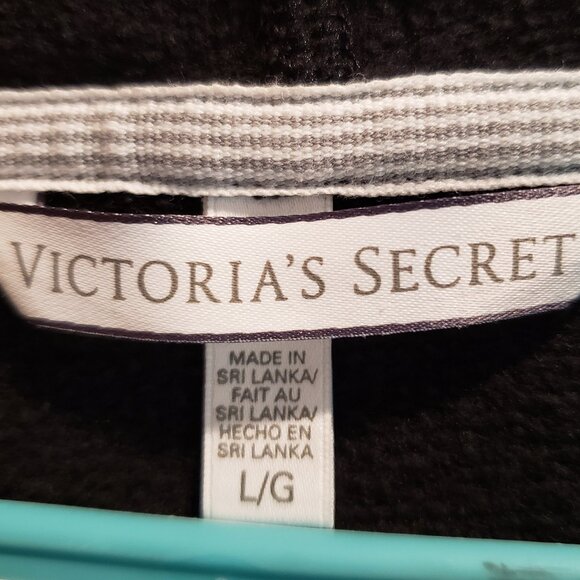 VICTORIA'S SECRET
MADE IN
SRI LANKA/
FAIT AU
SRI LANKA/
HECHO EN
SRI LANKA
L/G